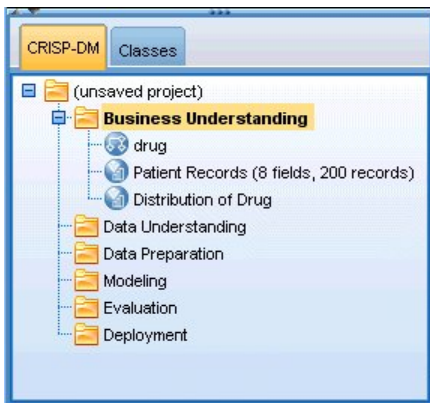 CRISP-DM Classes
(unsaved project)
Business Understanding
drug
Patient Records (8 fields, 200 records)
Distribution of Drug
Data Understanding
Data Preparation
Modeling
Evaluation
Deployment